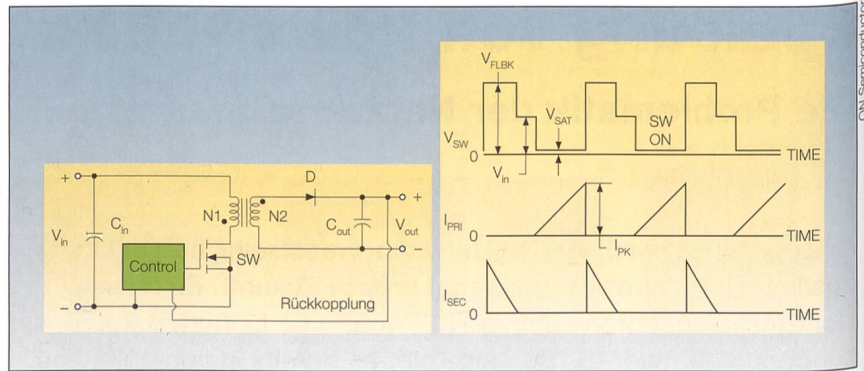 ON Semiconductor
+
V_in
C_in
−
N1
N2
D
C_out
V_out
+
−
Control
SW
Rückkopplung
V_FLBK
V_SAT
SW
ON
V_SW
0
TIME
V_in
I_PRI
0
I_PK
TIME
I_SEC
0
TIME